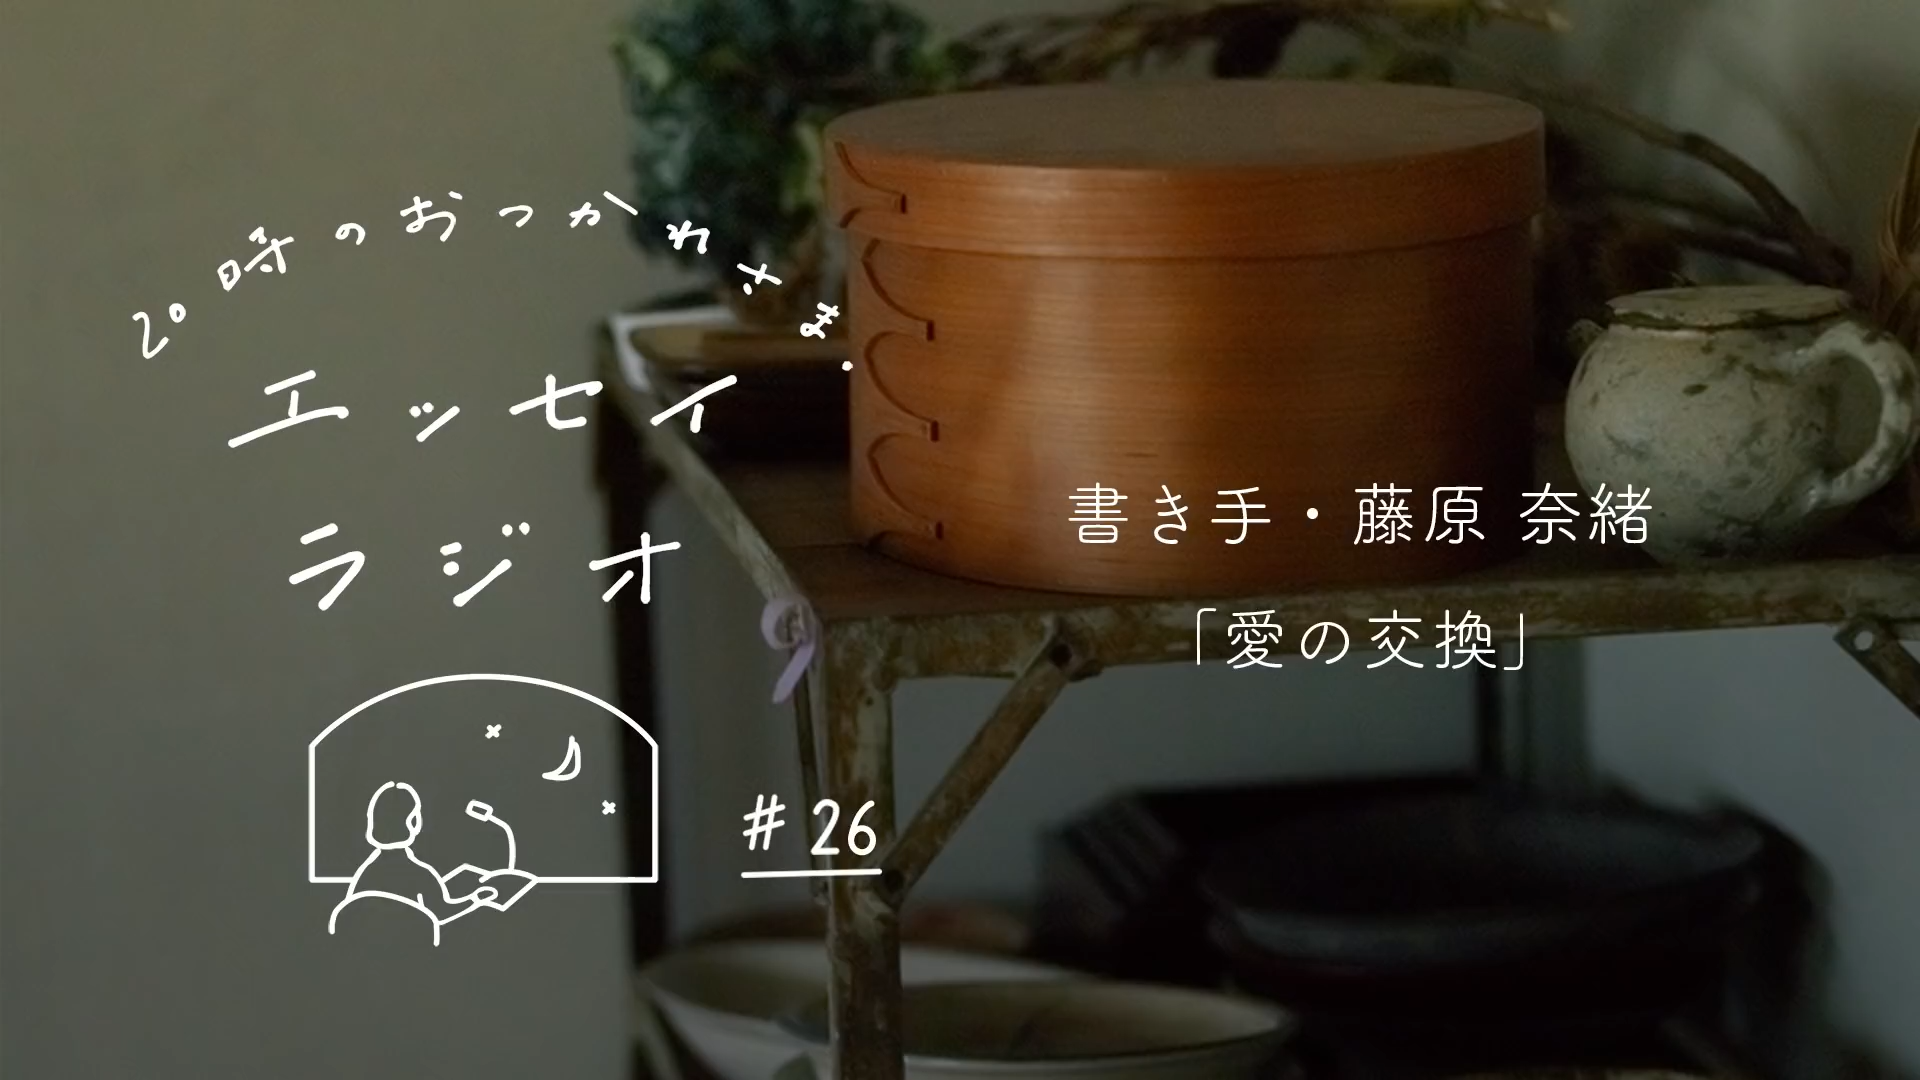 20時のおつかれさま.
エッセイ
ラジオ
#26
書き手・藤原 奈緒
「愛の交換」